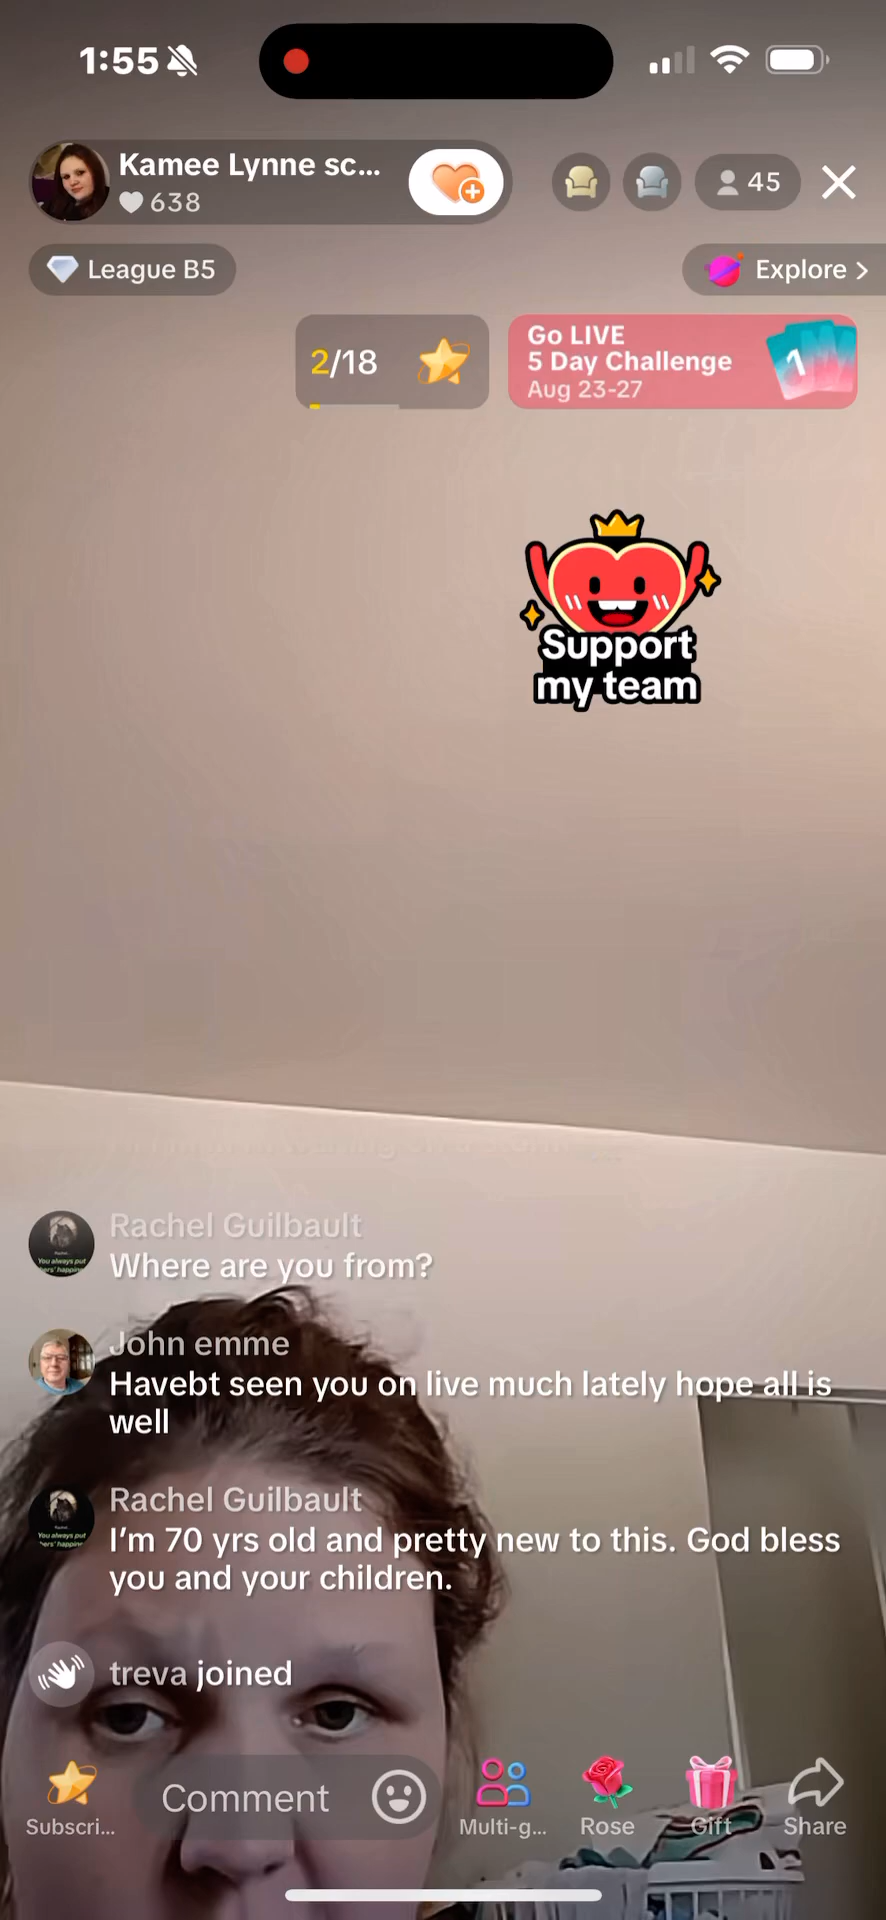 1:55
Kamee Lynne sc...
638
45
League B5
Explore >
2/18
Go LIVE
5 Day Challenge
Aug 23-27
1
Support
my team
Rachel Guilbault
Where are you from?
John emme
Havebt seen you on live much lately hope all is
well
Rachel Guilbault
I'm 70 yrs old and pretty new to this. God bless
you and your children.
treva joined
Subscri...
Comment
Multi-g...
Rose
Gift
Share